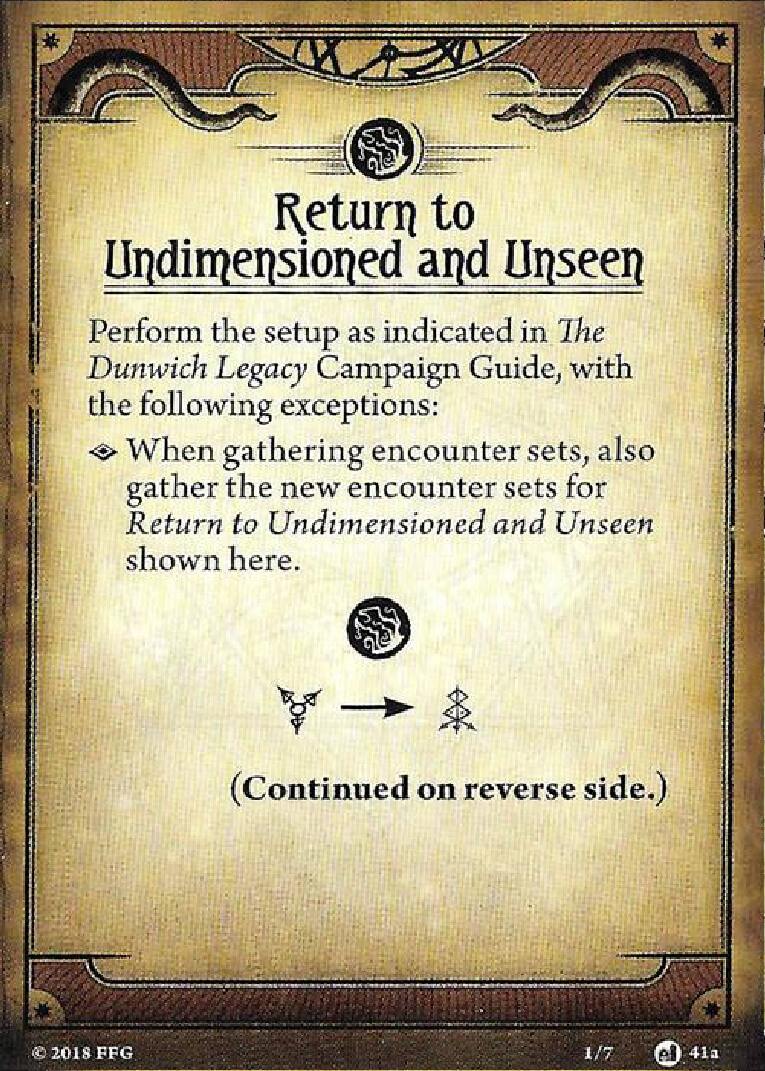 Return to
Undimensioned and Unseen
Perform the setup as indicated in The
Dunwich Legacy Campaign Guide, with
the following exceptions:
When gathering encounter sets, also
gather the new encounter sets for
Return to Undimensioned and Unseen
shown here.
(Continued on reverse side.)
© 2018 FFG 1/7 41a